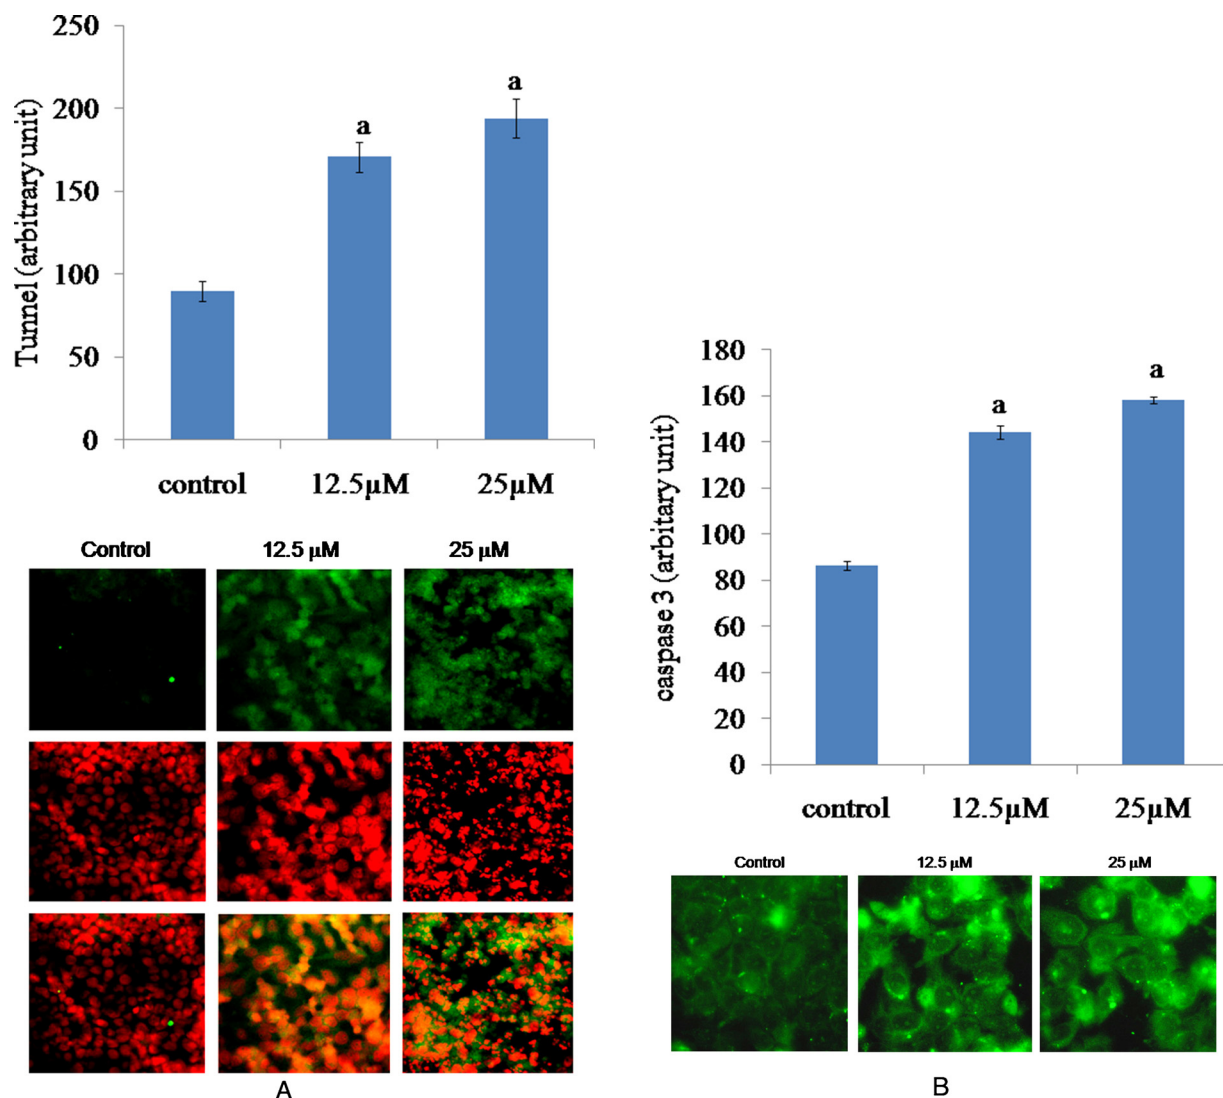 250
200
150
100
50
0
Tunnel (arbitrary unit)
a
a
control
12.5µM
25µM
Control
12.5 µM
25 µM
A
180
160
140
120
100
80
60
40
20
0
caspase 3 (arbitary unit)
a
a
control
12.5µM
25µM
Control
12.5 µM
25 µM
B